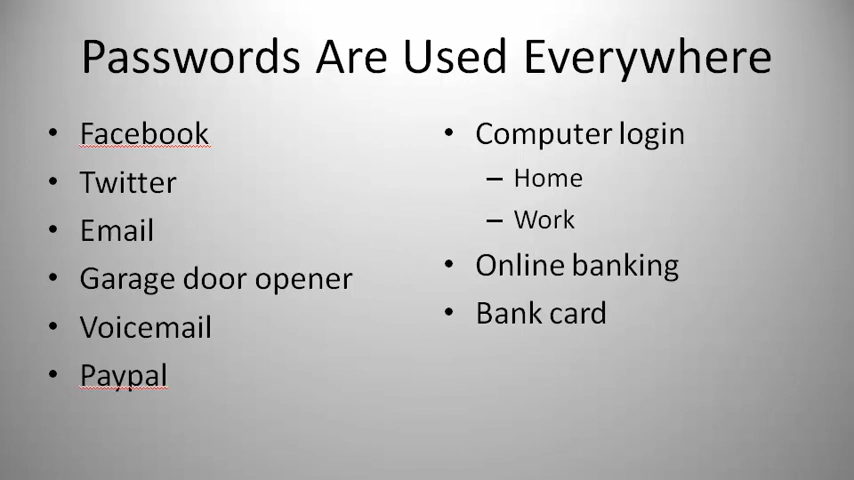 Passwords Are Used Everywhere
• Facebook
• Twitter
• Email
• Garage door opener
• Voicemail
• Paypal
• Computer login
– Home
– Work
• Online banking
• Bank card